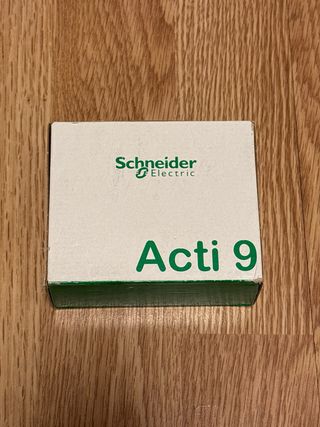 Schneider
Electric
Acti 9